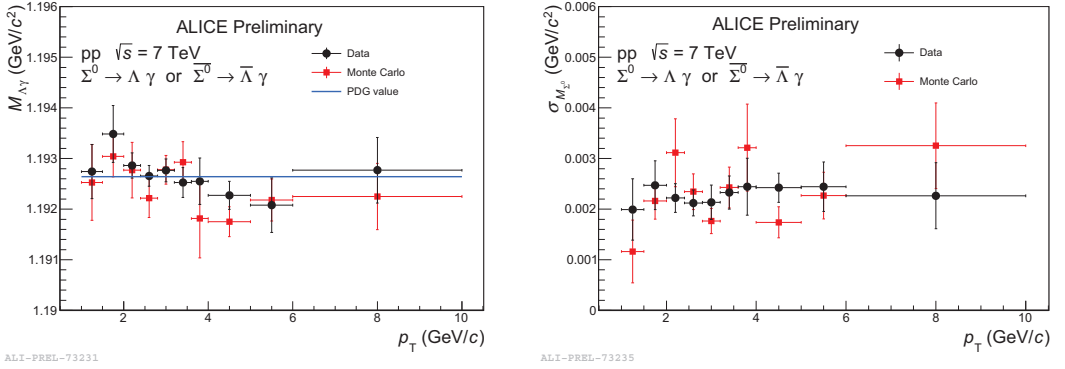 ALICE Preliminary
pp √s = 7 TeV
Σ⁰ → Λ γ or Σ̅⁰ → Λ̅ γ
Data
Monte Carlo
PDG value
M_Λγ (GeV/c²)
1.196
1.195
1.194
1.193
1.192
1.191
1.19
2 4 6 8 10
p_T (GeV/c)
ALI-PREL-73231
ALICE Preliminary
pp √s = 7 TeV
Σ⁰ → Λ γ or Σ̅⁰ → Λ̅ γ
Data
Monte Carlo
σ_M_Σ⁰ (GeV/c²)
0.006
0.005
0.004
0.003
0.002
0.001
0
2 4 6 8 10
p_T (GeV/c)
ALI-PREL-73235